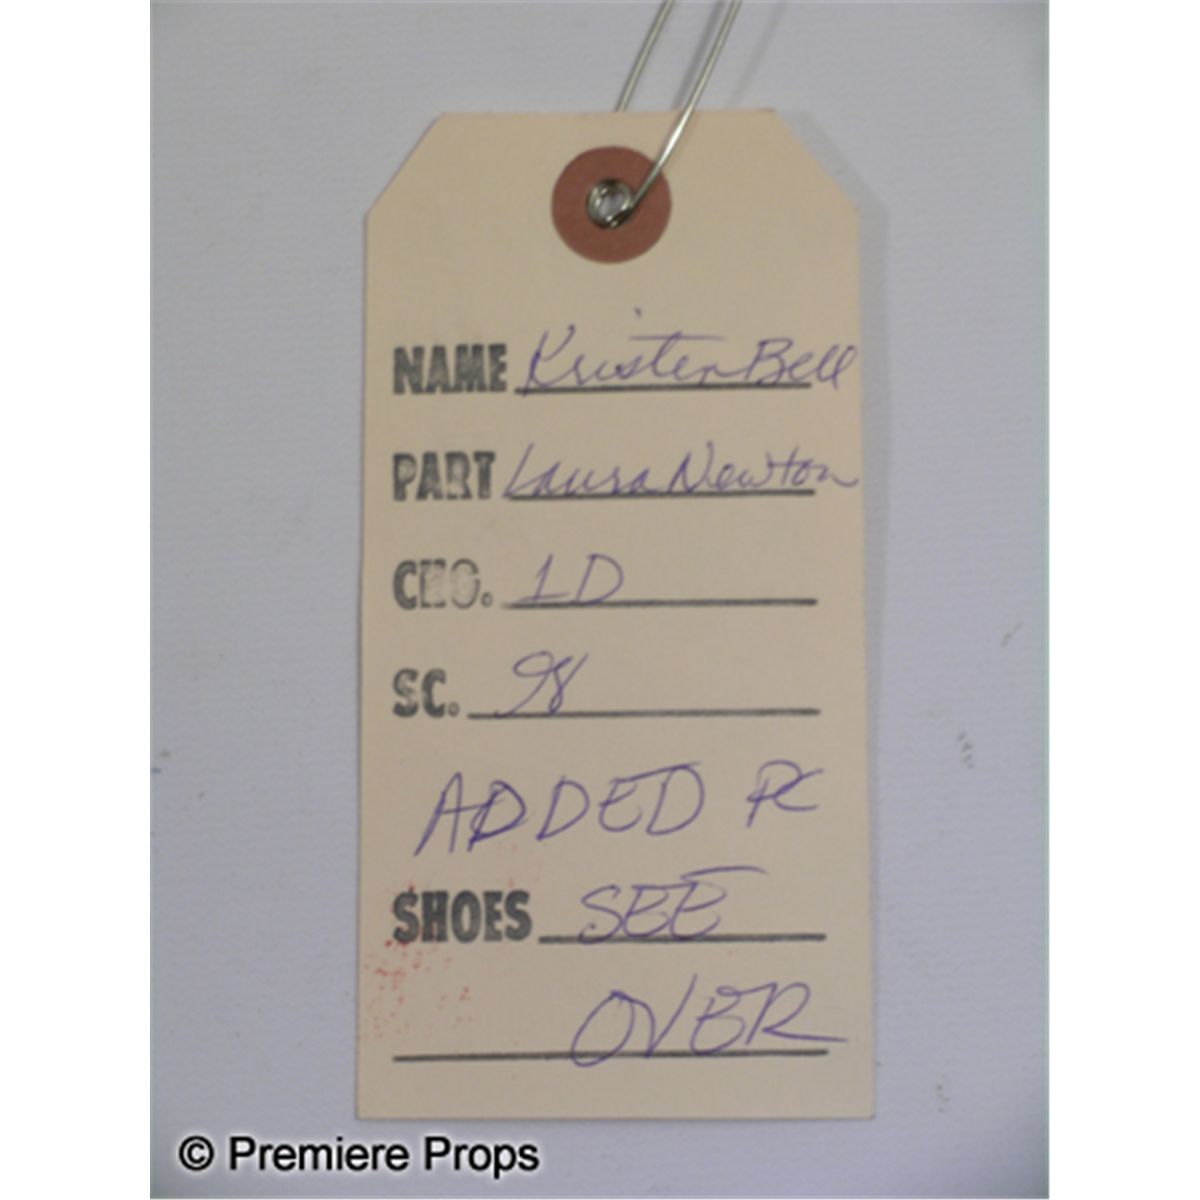 NAME Kristen Bell
PART Laura Newton
CHG. 1D
SC. 98
ADDED PC
SHOES SEE
OVER
© Premiere Props